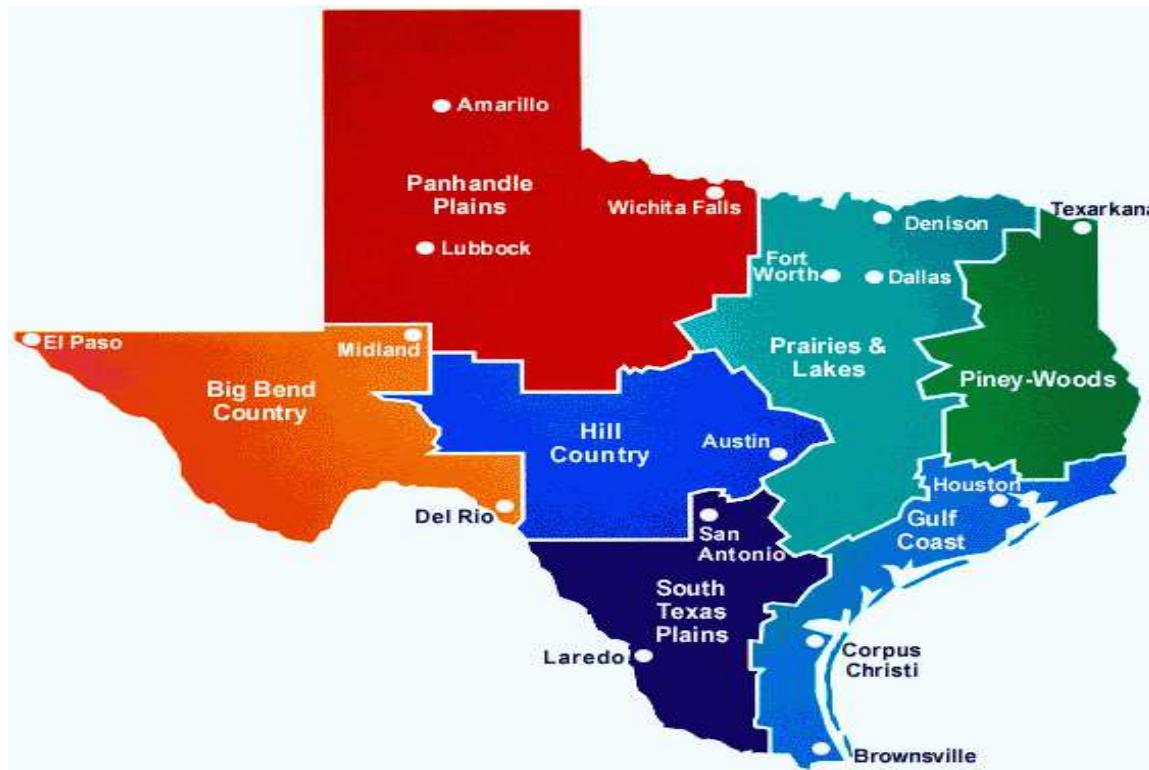 Amarillo
Panhandle
Plains
Wichita Falls
Lubbock
Texarkana
Denison
Fort
Worth
Dallas
El Paso
Midland
Prairies &
Lakes
Big Bend
Country
Piney-Woods
Hill
Country
Austin
Houston
Del Rio
San
Antonio
Gulf
Coast
South
Texas
Plains
Laredo
Corpus
Christi
Brownsville